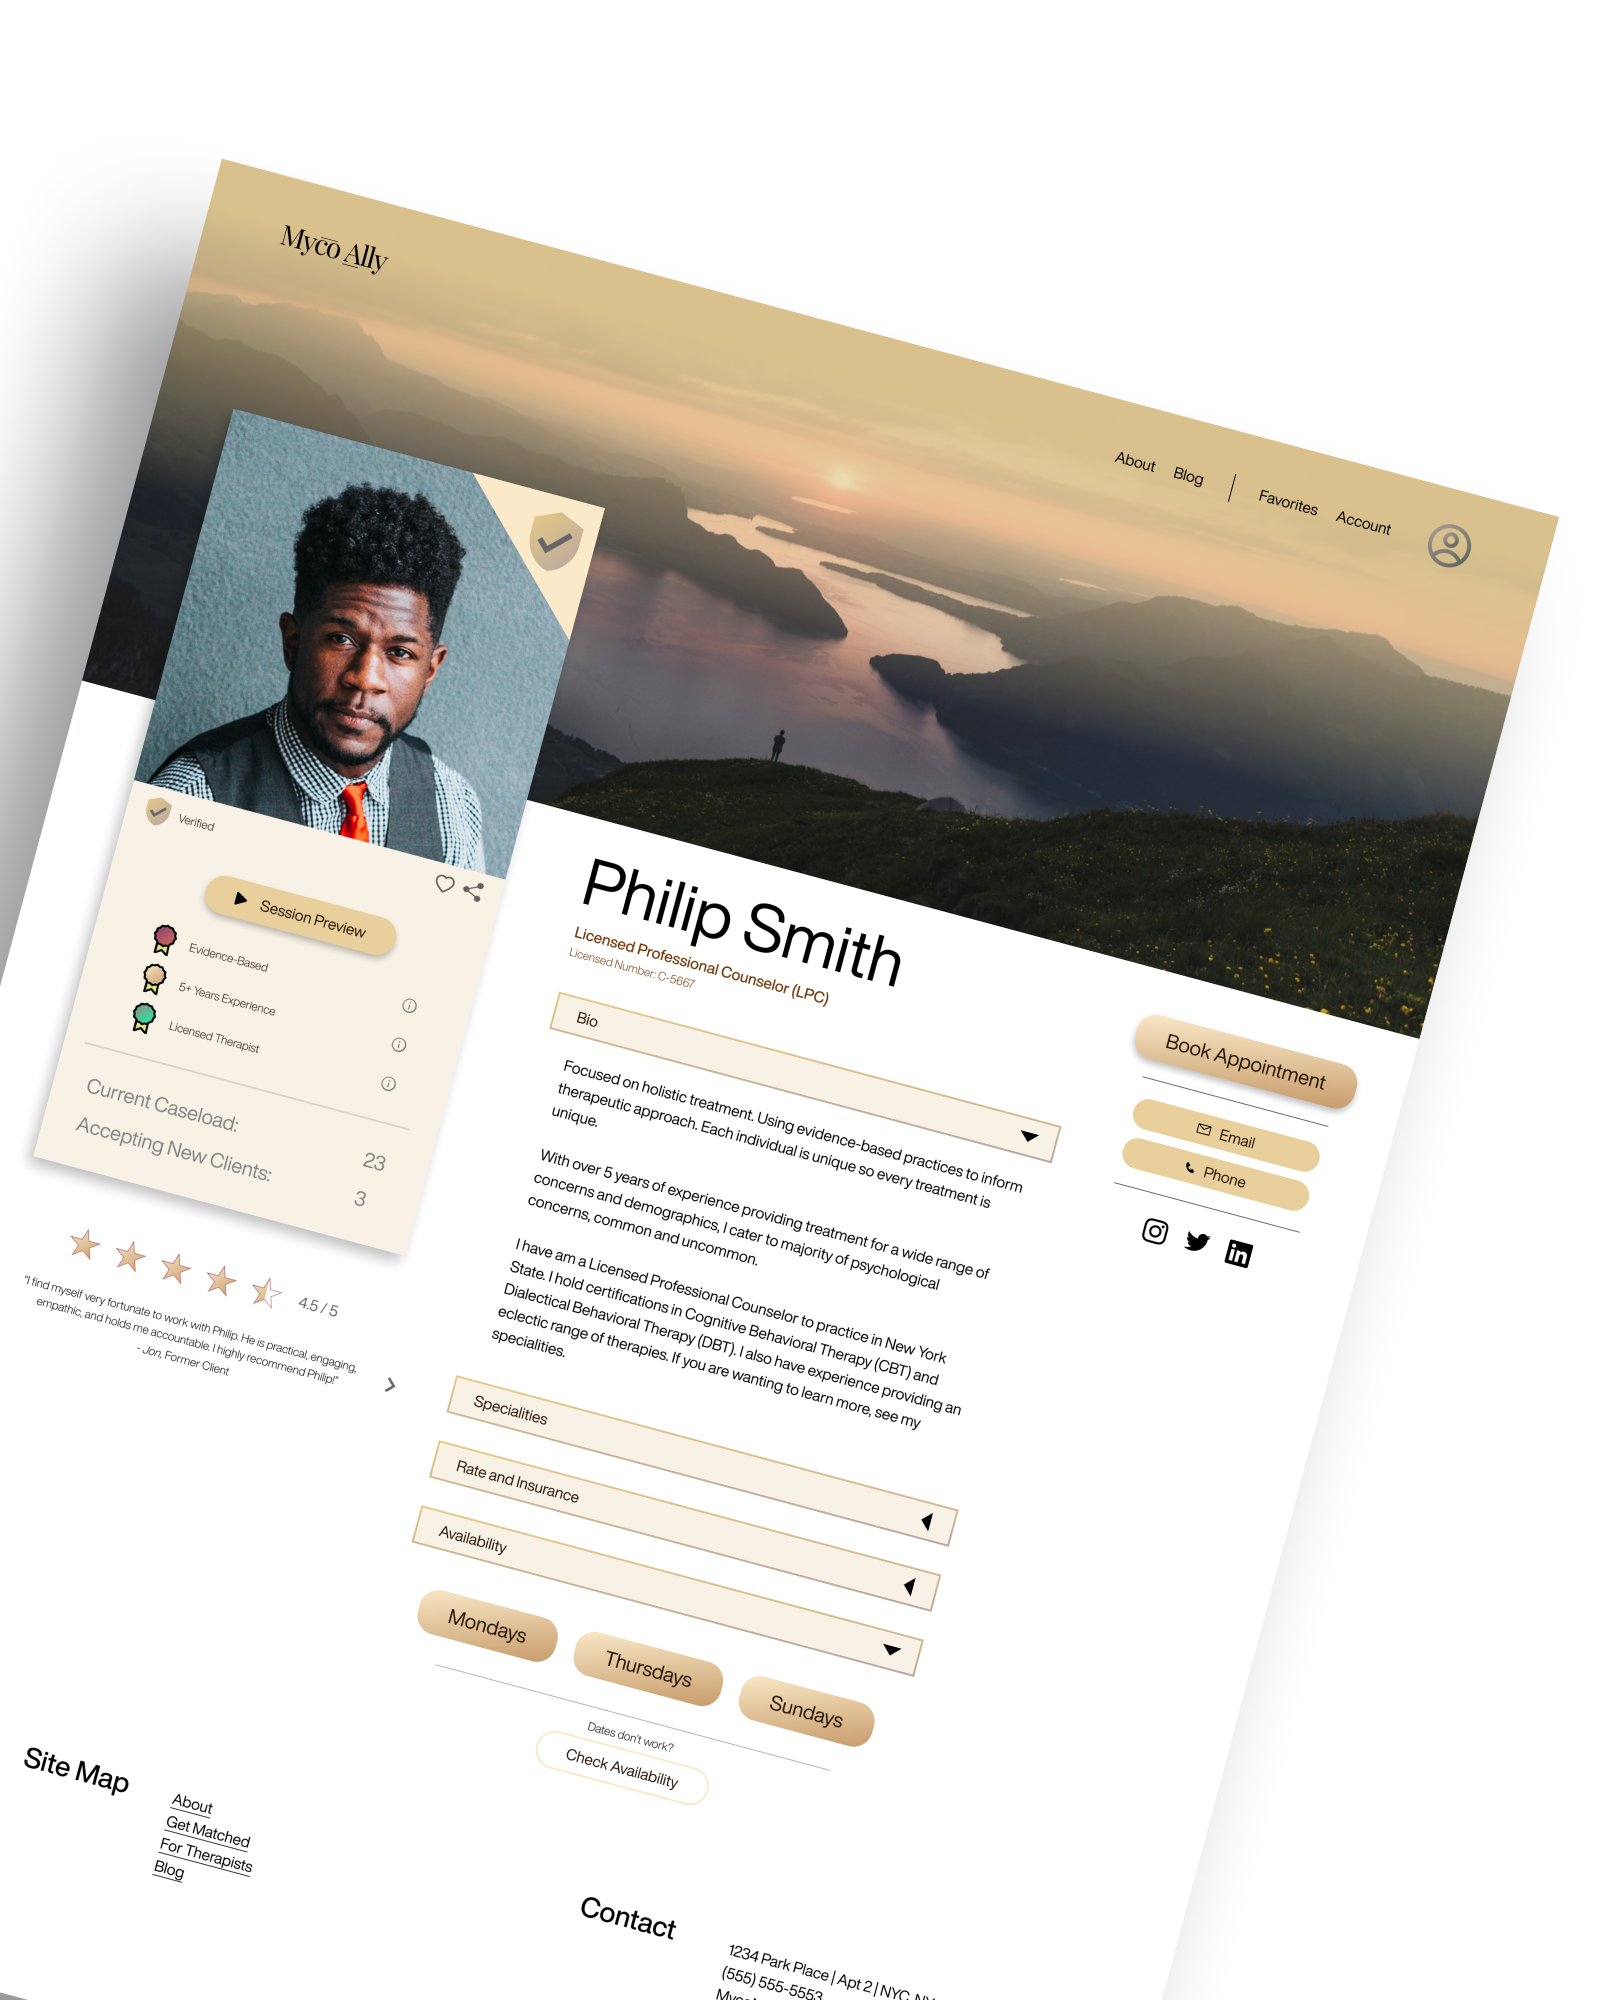 Mycō Ally
About Blog Favorites Account
Verified
Session Preview
Evidence-Based
5+ Years Experience
Licensed Therapist
Current Caseload: 23
Accepting New Clients: 3
4.5 / 5
"I find myself very fortunate to work with Philip. He is practical, engaging,
empathic, and holds me accountable. I highly recommend Philip!"
- Jon, Former Client
Philip Smith
Licensed Professional Counselor (LPC)
Licensed Number: C-5667
Bio
Focused on holistic treatment. Using evidence-based practices to inform
therapeutic approach. Each individual is unique so every treatment is
unique.
With over 5 years of experience providing treatment for a wide range of
concerns and demographics, I cater to majority of psychological
concerns, common and uncommon.
I have am a Licensed Professional Counselor to practice in New York
State. I hold certifications in Cognitive Behavioral Therapy (CBT) and
Dialectical Behavioral Therapy (DBT). I also have experience providing an
eclectic range of therapies. If you are wanting to learn more, see my
specialities.
Specialities
Rate and Insurance
Availability
Mondays
Thursdays
Sundays
Dates don't work?
Check Availability
Book Appointment
Email
Phone
Site Map
About
Get Matched
For Therapists
Blog
Contact
1234 Park Place | Apt 2 | NYC, NY
(555) 555-5553